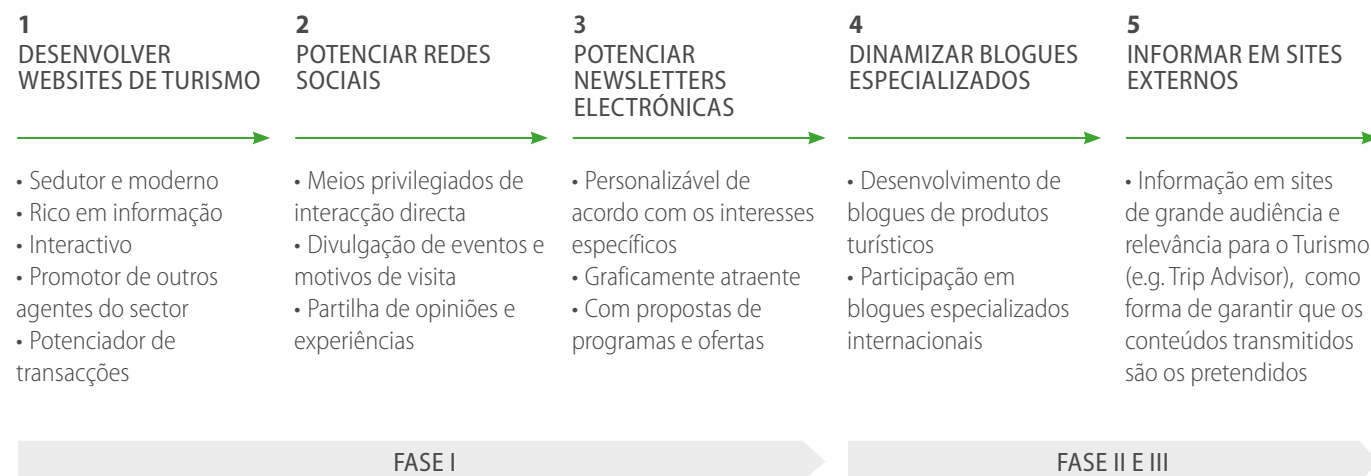 1
DESENVOLVER
WEBSITES DE TURISMO
• Sedutor e moderno
• Rico em informação
• Interactivo
• Promotor de outros
agentes do sector
• Potenciador de
transacções
2
POTENCIAR REDES
SOCIAIS
• Meios privilegiados de
interacção directa
• Divulgação de eventos e
motivos de visita
• Partilha de opiniões e
experiências
3
POTENCIAR
NEWSLETTERS
ELECTRÓNICAS
• Personalizável de
acordo com os interesses
específicos
• Graficamente atraente
• Com propostas de
programas e ofertas
4
DINAMIZAR BLOGUES
ESPECIALIZADOS
• Desenvolvimento de
blogues de produtos
turísticos
• Participação em
blogues especializados
internacionais
5
INFORMAR EM SITES
EXTERNOS
• Informação em sites
de grande audiência e
relevância para o Turismo
(e.g. Trip Advisor), como
forma de garantir que os
conteúdos transmitidos
são os pretendidos
FASE I
FASE II E III